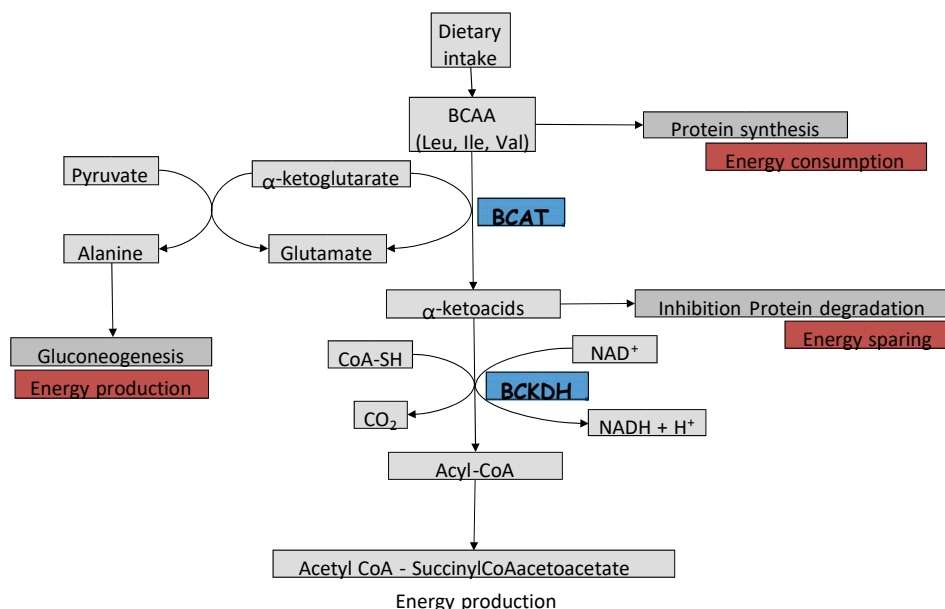 Dietary
intake
BCAA
(Leu, Ile, Val)
Protein synthesis
Energy consumption
Pyruvate
α-ketoglutarate
BCAT
Alanine
Glutamate
α-ketoacids
Inhibition Protein degradation
Energy sparing
Gluconeogenesis
Energy production
CoA-SH
NAD⁺
BCKDH
CO₂
NADH + H⁺
Acyl-CoA
Acetyl CoA - SuccinylCoAacetoacetate
Energy production